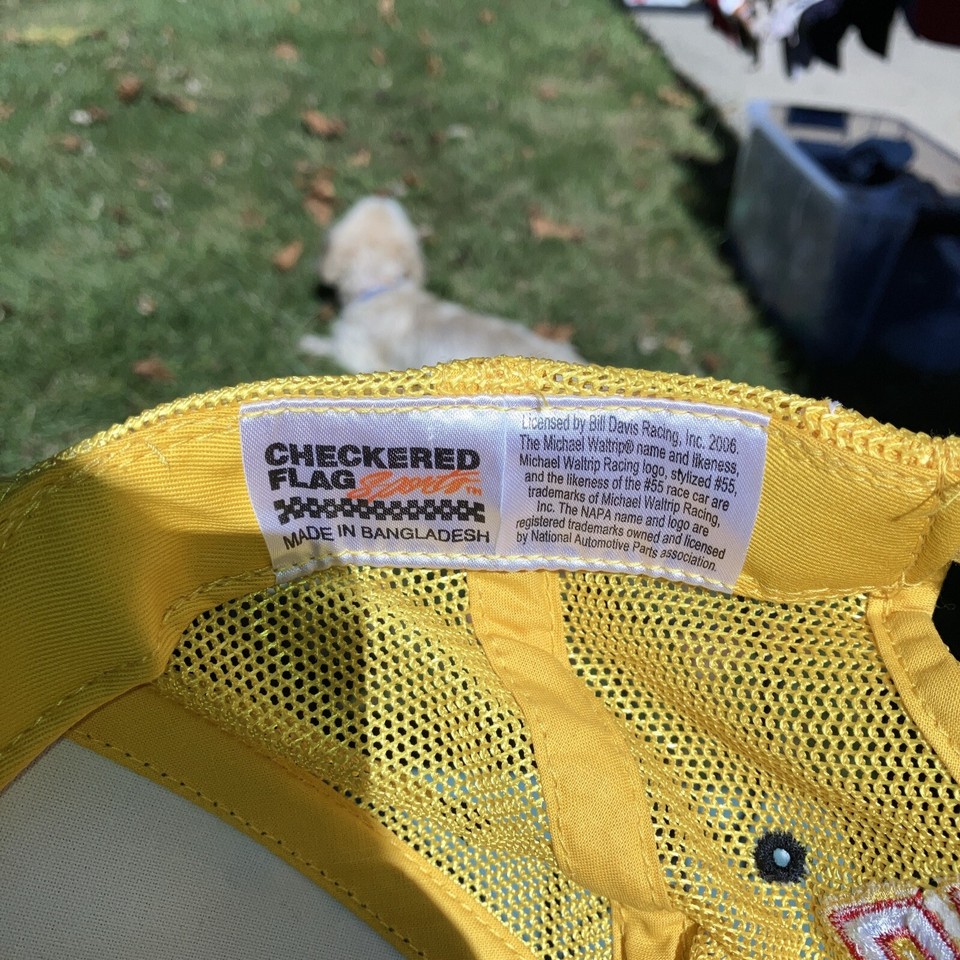 CHECKERED
FLAG Sports™
MADE IN BANGLADESH
Licensed by Bill Davis Racing, Inc. 2006.
The Michael Waltrip® name and likeness,
Michael Waltrip Racing logo, stylized #55,
and the likeness of the #55 race car are
trademarks of Michael Waltrip Racing,
Inc. The NAPA name and logo are
registered trademarks owned and licensed
by National Automotive Parts association.